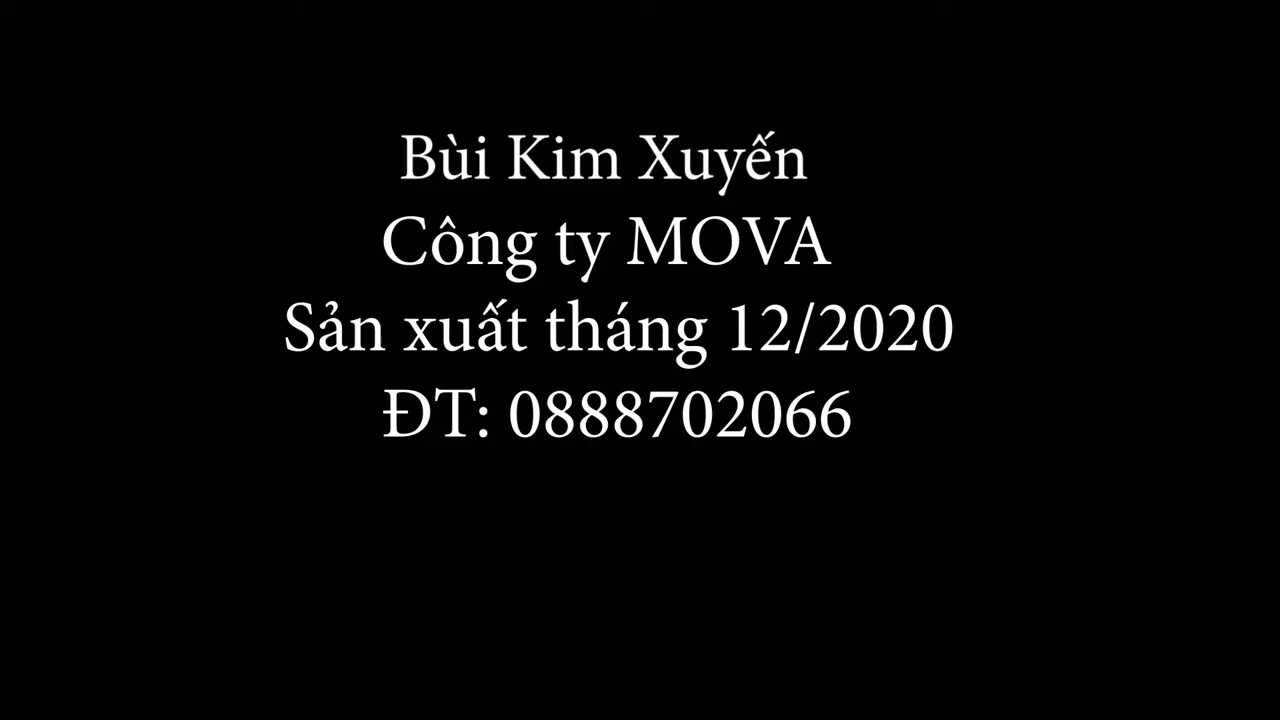 Bùi Kim Xuyến
Công ty MOVA
Sản xuất tháng 12/2020
ĐT: 0888702066